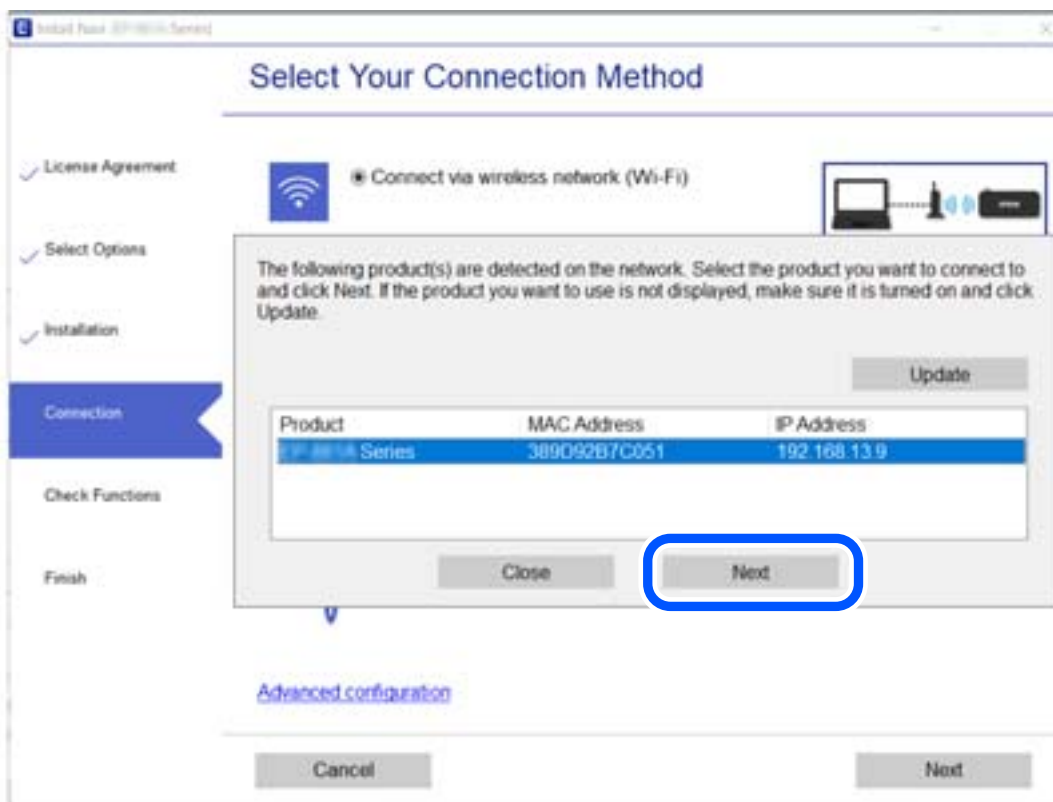 Select Your Connection Method
License Agreement
Select Options
Installation
Connection
Check Functions
Finish
Connect via wireless network (Wi-Fi)
The following product(s) are detected on the network. Select the product you want to connect to
and click Next. If the product you want to use is not displayed, make sure it is turned on and click
Update.
Update
Product MAC Address IP Address
Series 389D92B7C051 192.168.13.9
Close Next
Advanced configuration
Cancel Next